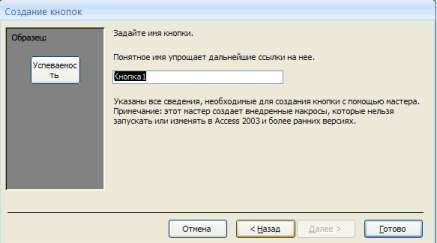 Создание кнопок
Образец:
Успеваемос
ть
Задайте имя кнопки.
Понятное имя упрощает дальнейшие ссылки на нее.
Кнопка1
Указаны все сведения, необходимые для создания кнопки с помощью мастера.
Примечание: этот мастер создает внедренные макросы, которые нельзя
запускать или изменять в Access 2003 и более ранних версиях.
Отмена
< Назад
Далее >
Готово